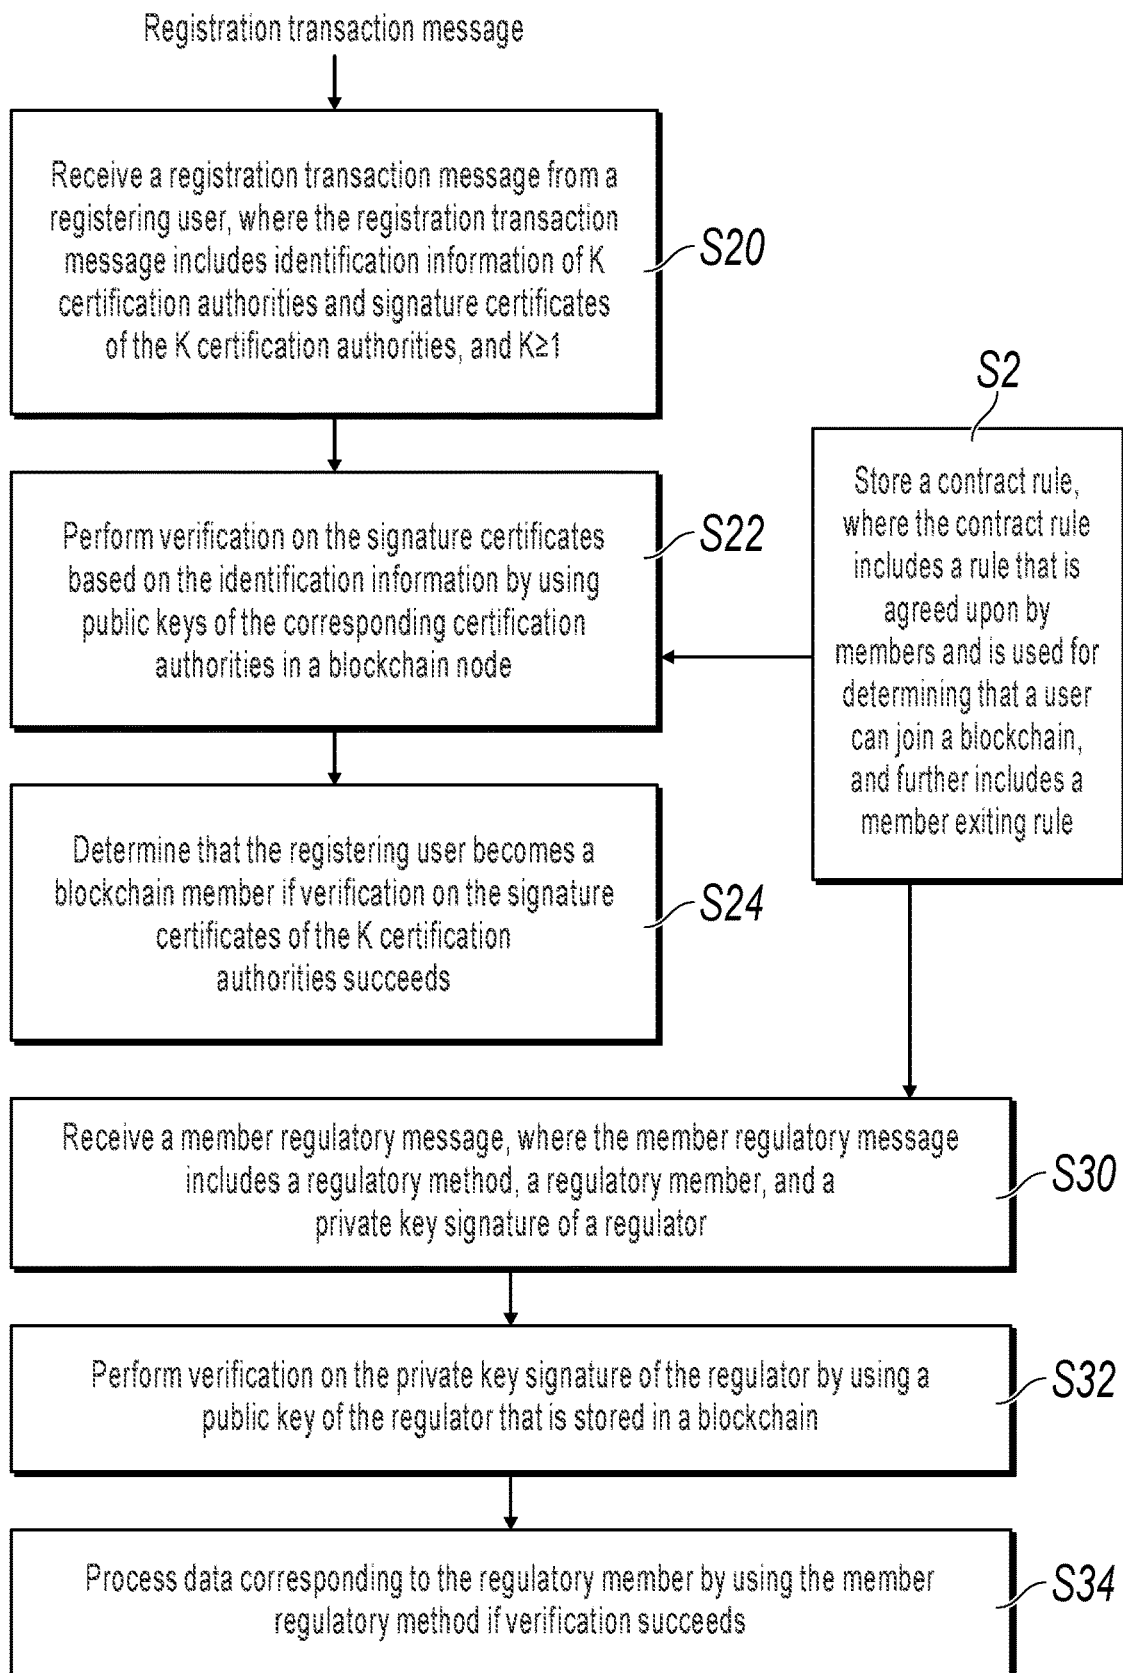 Registration transaction message
Receive a registration transaction message from a
registering user, where the registration transaction
message includes identification information of K
certification authorities and signature certificates
of the K certification authorities, and K≥1
S20
S2
Perform verification on the signature certificates
based on the identification information by using
public keys of the corresponding certification
authorities in a blockchain node
S22
Store a contract rule,
where the contract rule
includes a rule that is
agreed upon by
members and is used for
determining that a user
can join a blockchain,
and further includes a
member exiting rule
Determine that the registering user becomes a
blockchain member if verification on the signature
certificates of the K certification
authorities succeeds
S24
Receive a member regulatory message, where the member regulatory message
includes a regulatory method, a regulatory member, and a
private key signature of a regulator
S30
Perform verification on the private key signature of the regulator by using a
public key of the regulator that is stored in a blockchain
S32
Process data corresponding to the regulatory member by using the member
regulatory method if verification succeeds
S34